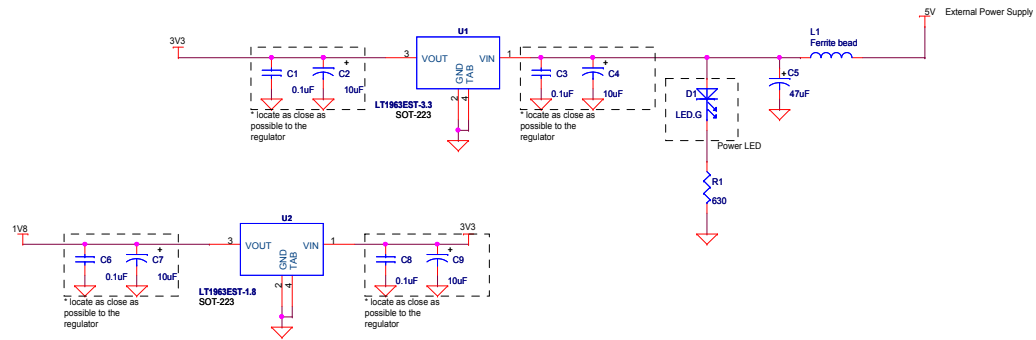 5V External Power Supply
L1
Ferrite bead
3V3
U1
3 VOUT VIN 1
GND
TAB
2
4
C1
0.1uF
+
C2
10uF
C3
0.1uF
+
C4
10uF
+ C5
47uF
D1
LED.G
Power LED
R1
630
* locate as close as
possible to the
regulator
LT1963EST-3.3
SOT-223
* locate as close as
possible to the
regulator
1V8
U2
3 VOUT VIN 1
GND
TAB
2
4
3V3
C6
0.1uF
+
C7
10uF
C8
0.1uF
+
C9
10uF
* locate as close as
possible to the
regulator
LT1963EST-1.8
SOT-223
* locate as close as
possible to the
regulator